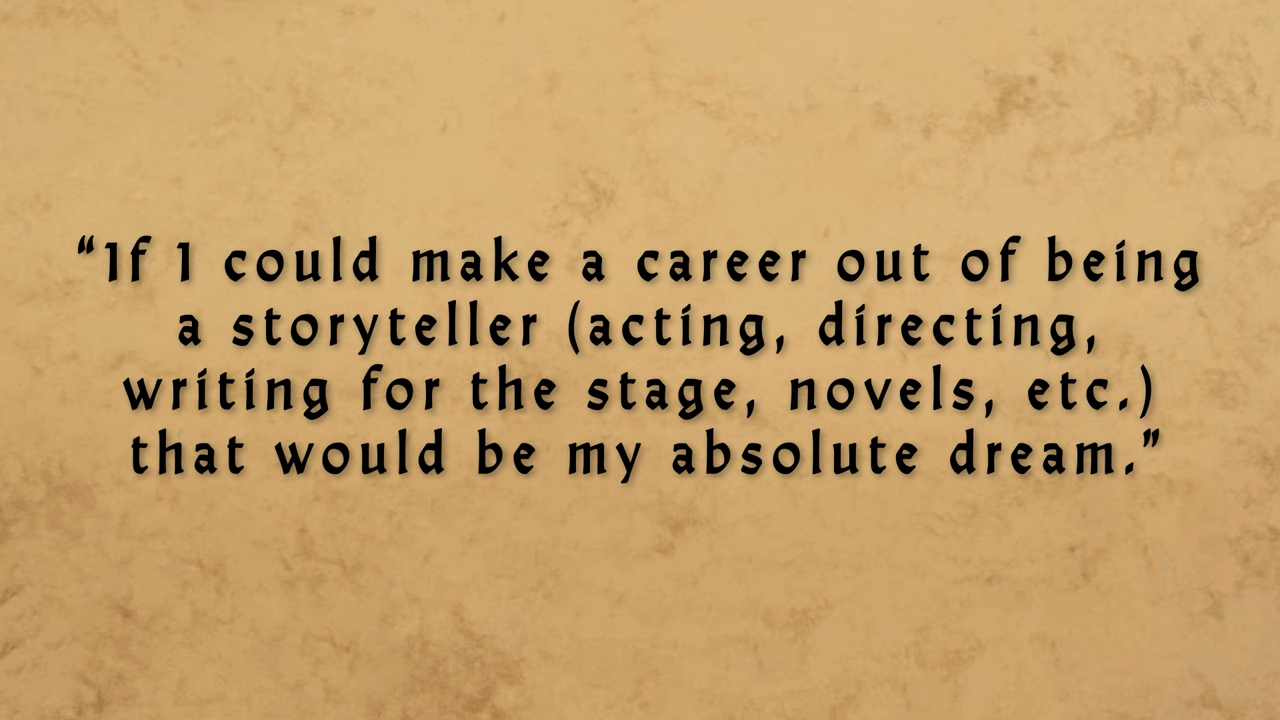 “If I could make a career out of being
a storyteller (acting, directing,
writing for the stage, novels, etc.)
that would be my absolute dream.”